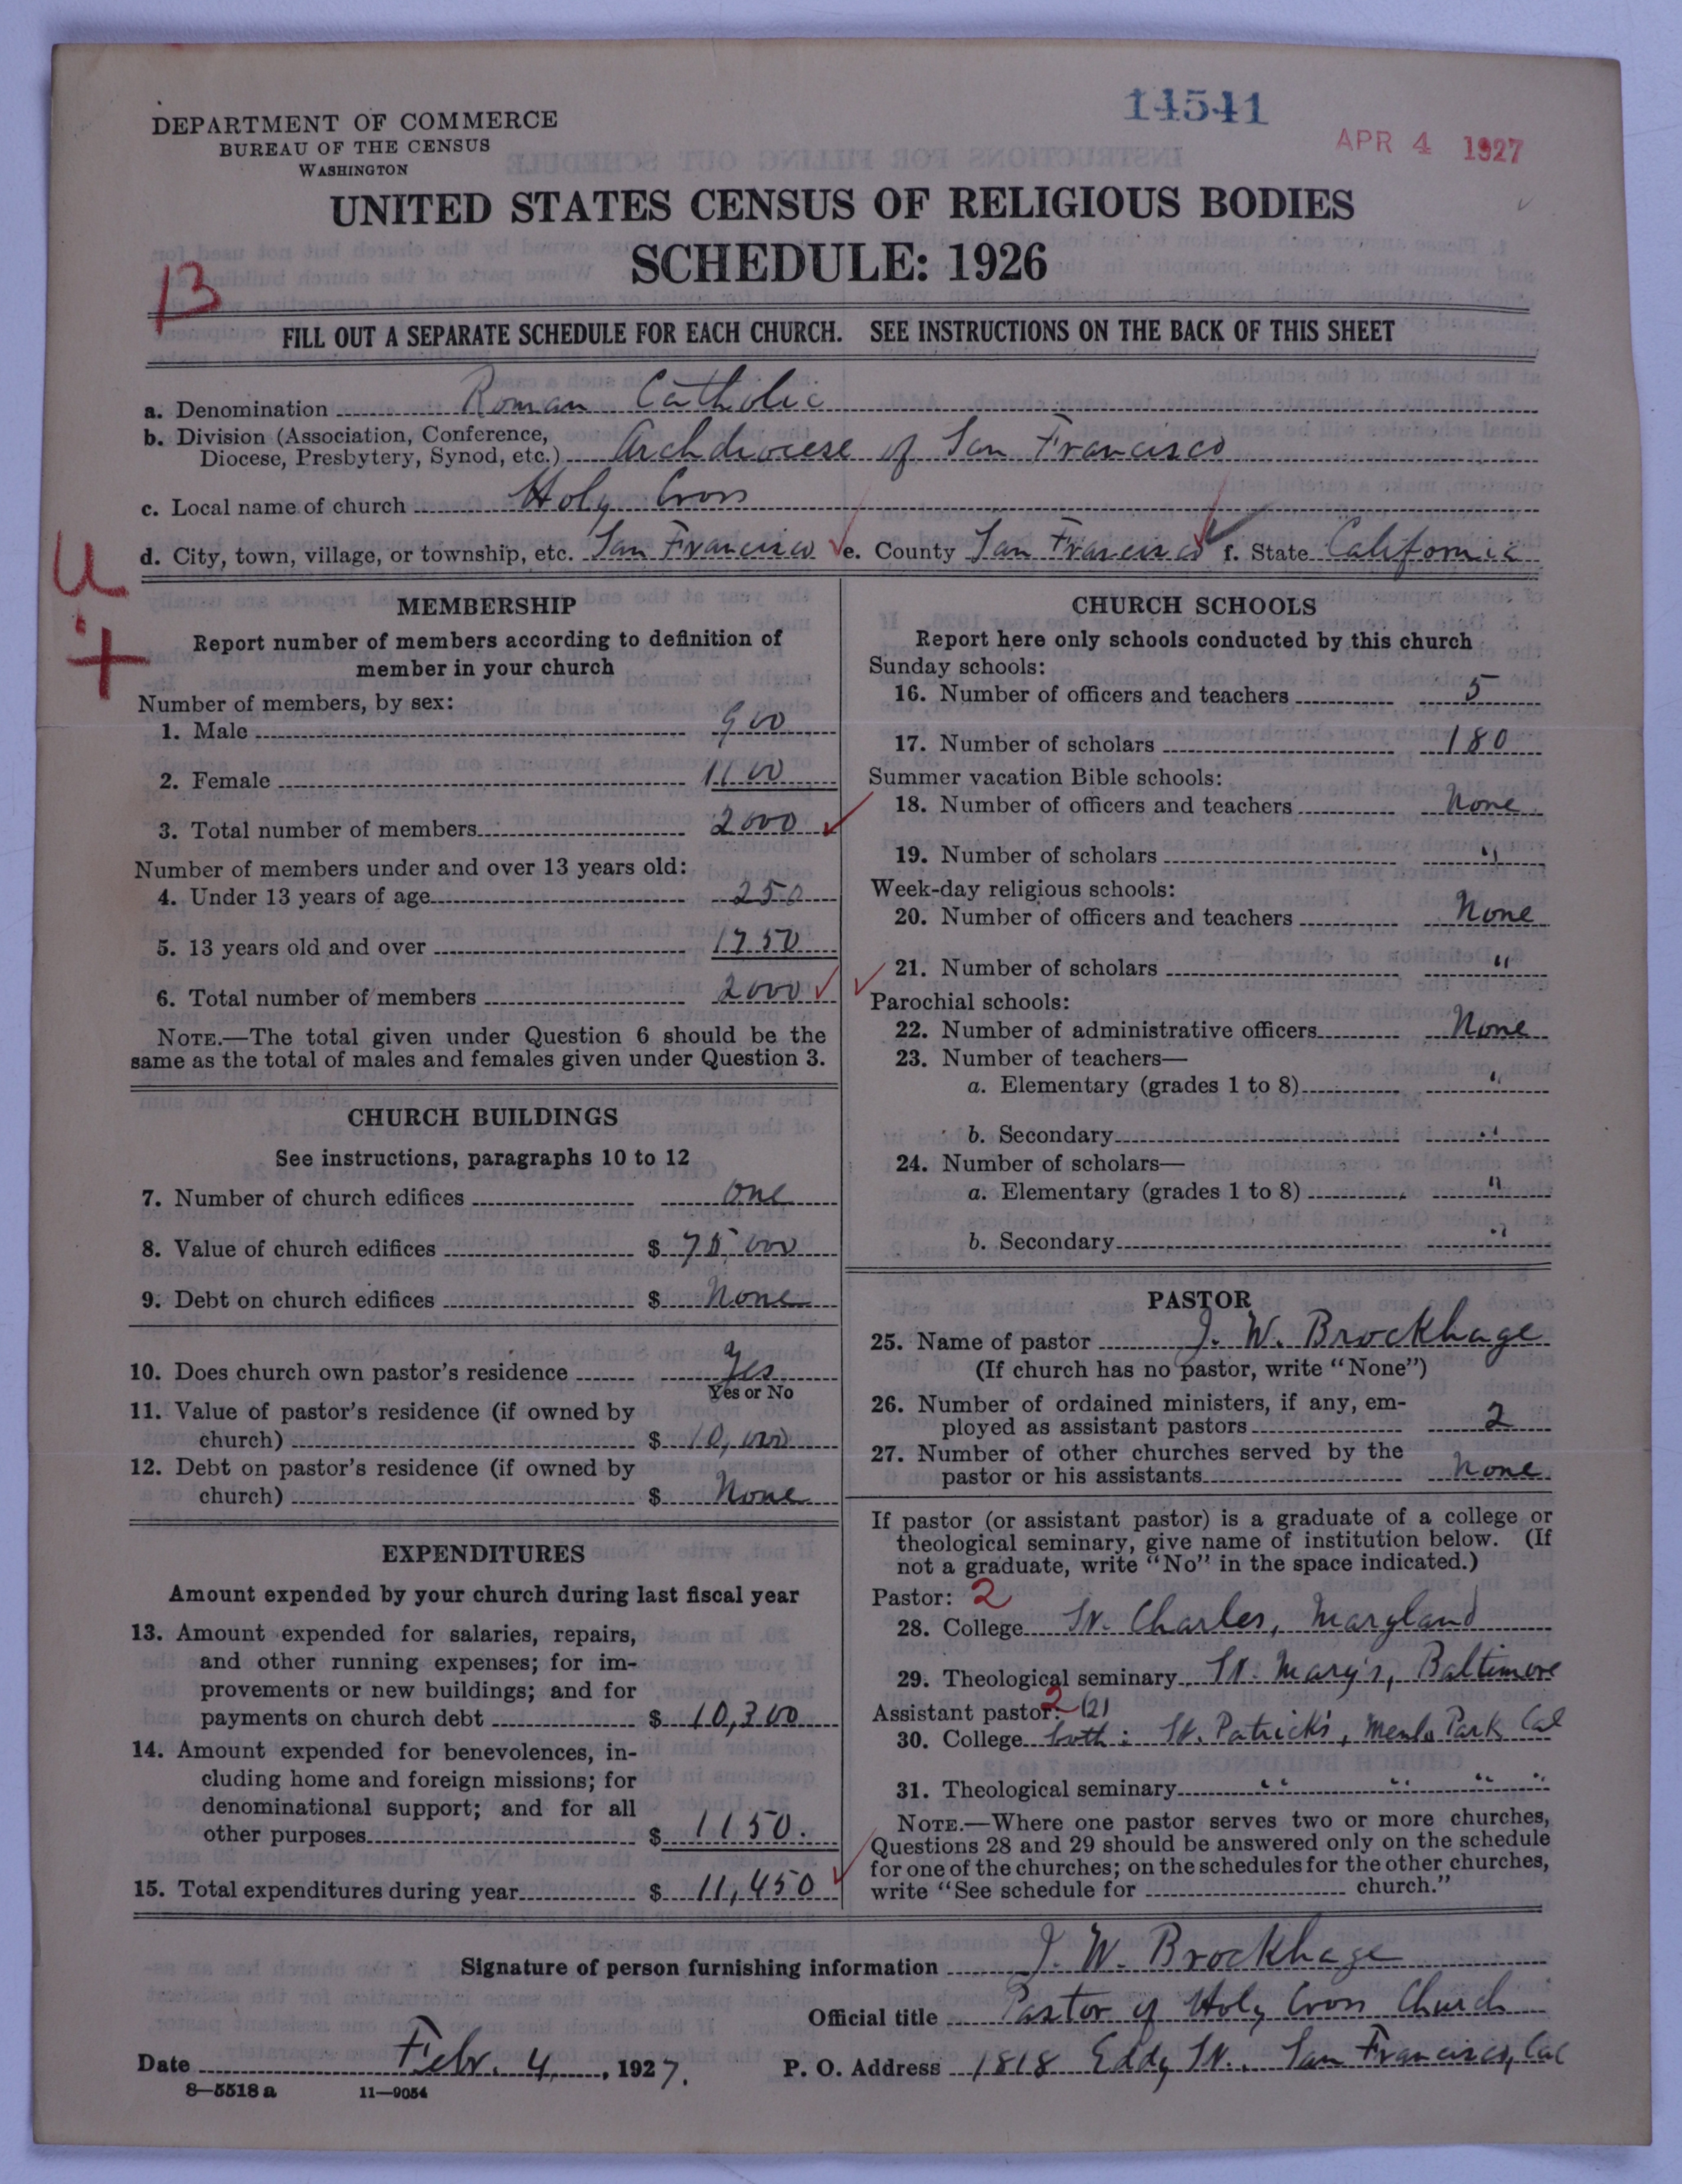 14541
APR 4 1927
DEPARTMENT OF COMMERCE
BUREAU OF THE CENSUS
WASHINGTON
UNITED STATES CENSUS OF RELIGIOUS BODIES
SCHEDULE: 1926
13
FILL OUT A SEPARATE SCHEDULE FOR EACH CHURCH. SEE INSTRUCTIONS ON THE BACK OF THIS SHEET
a. Denomination Roman Catholic
b. Division (Association, Conference,
Diocese, Presbytery, Synod, etc.) Archdiocese of San Francisco
c. Local name of church Holy Cross
d. City, town, village, or township, etc. San Francisco e. County San Francisco f. State California
U
+
MEMBERSHIP
Report number of members according to definition of
member in your church
Number of members, by sex:
1. Male 900
2. Female 1100
3. Total number of members 2000
Number of members under and over 13 years old:
4. Under 13 years of age 250
5. 13 years old and over 1750
6. Total number of members 2000
NOTE.—The total given under Question 6 should be the
same as the total of males and females given under Question 3.
CHURCH BUILDINGS
See instructions, paragraphs 10 to 12
7. Number of church edifices one
8. Value of church edifices $ 75 000
9. Debt on church edifices $ None
10. Does church own pastor's residence Yes
Yes or No
11. Value of pastor's residence (if owned by
church) $ 10,000
12. Debt on pastor's residence (if owned by
church) $ None
EXPENDITURES
Amount expended by your church during last fiscal year
13. Amount expended for salaries, repairs,
and other running expenses; for im-
provements or new buildings; and for
payments on church debt $ 10,300
14. Amount expended for benevolences, in-
cluding home and foreign missions; for
denominational support; and for all
other purposes $ 1150.
15. Total expenditures during year $ 11,450
CHURCH SCHOOLS
Report here only schools conducted by this church
Sunday schools:
16. Number of officers and teachers 5
17. Number of scholars 180
Summer vacation Bible schools:
18. Number of officers and teachers None
19. Number of scholars "
Week-day religious schools:
20. Number of officers and teachers None
21. Number of scholars "
Parochial schools:
22. Number of administrative officers None
23. Number of teachers—
a. Elementary (grades 1 to 8) "
b. Secondary "
24. Number of scholars—
a. Elementary (grades 1 to 8) "
b. Secondary "
PASTOR
25. Name of pastor J. W. Brockhage
(If church has no pastor, write "None")
26. Number of ordained ministers, if any, em-
ployed as assistant pastors 2
27. Number of other churches served by the
pastor or his assistants None
If pastor (or assistant pastor) is a graduate of a college or
theological seminary, give name of institution below. (If
not a graduate, write "No" in the space indicated.)
Pastor: 2
28. College St. Charles, Maryland
29. Theological seminary St. Mary's, Baltimore
Assistant pastor: 2 (2)
30. College both: St. Patrick's, Menlo Park Cal
31. Theological seminary " " " "
NOTE.—Where one pastor serves two or more churches,
Questions 28 and 29 should be answered only on the schedule
for one of the churches; on the schedules for the other churches,
write "See schedule for church."
Signature of person furnishing information J. W. Brockhage
Official title Pastor of Holy Cross Church
Date Febr. 4, 1927. P. O. Address 1818 Eddy St. San Francisco, Cal
8—5518a 11—9054